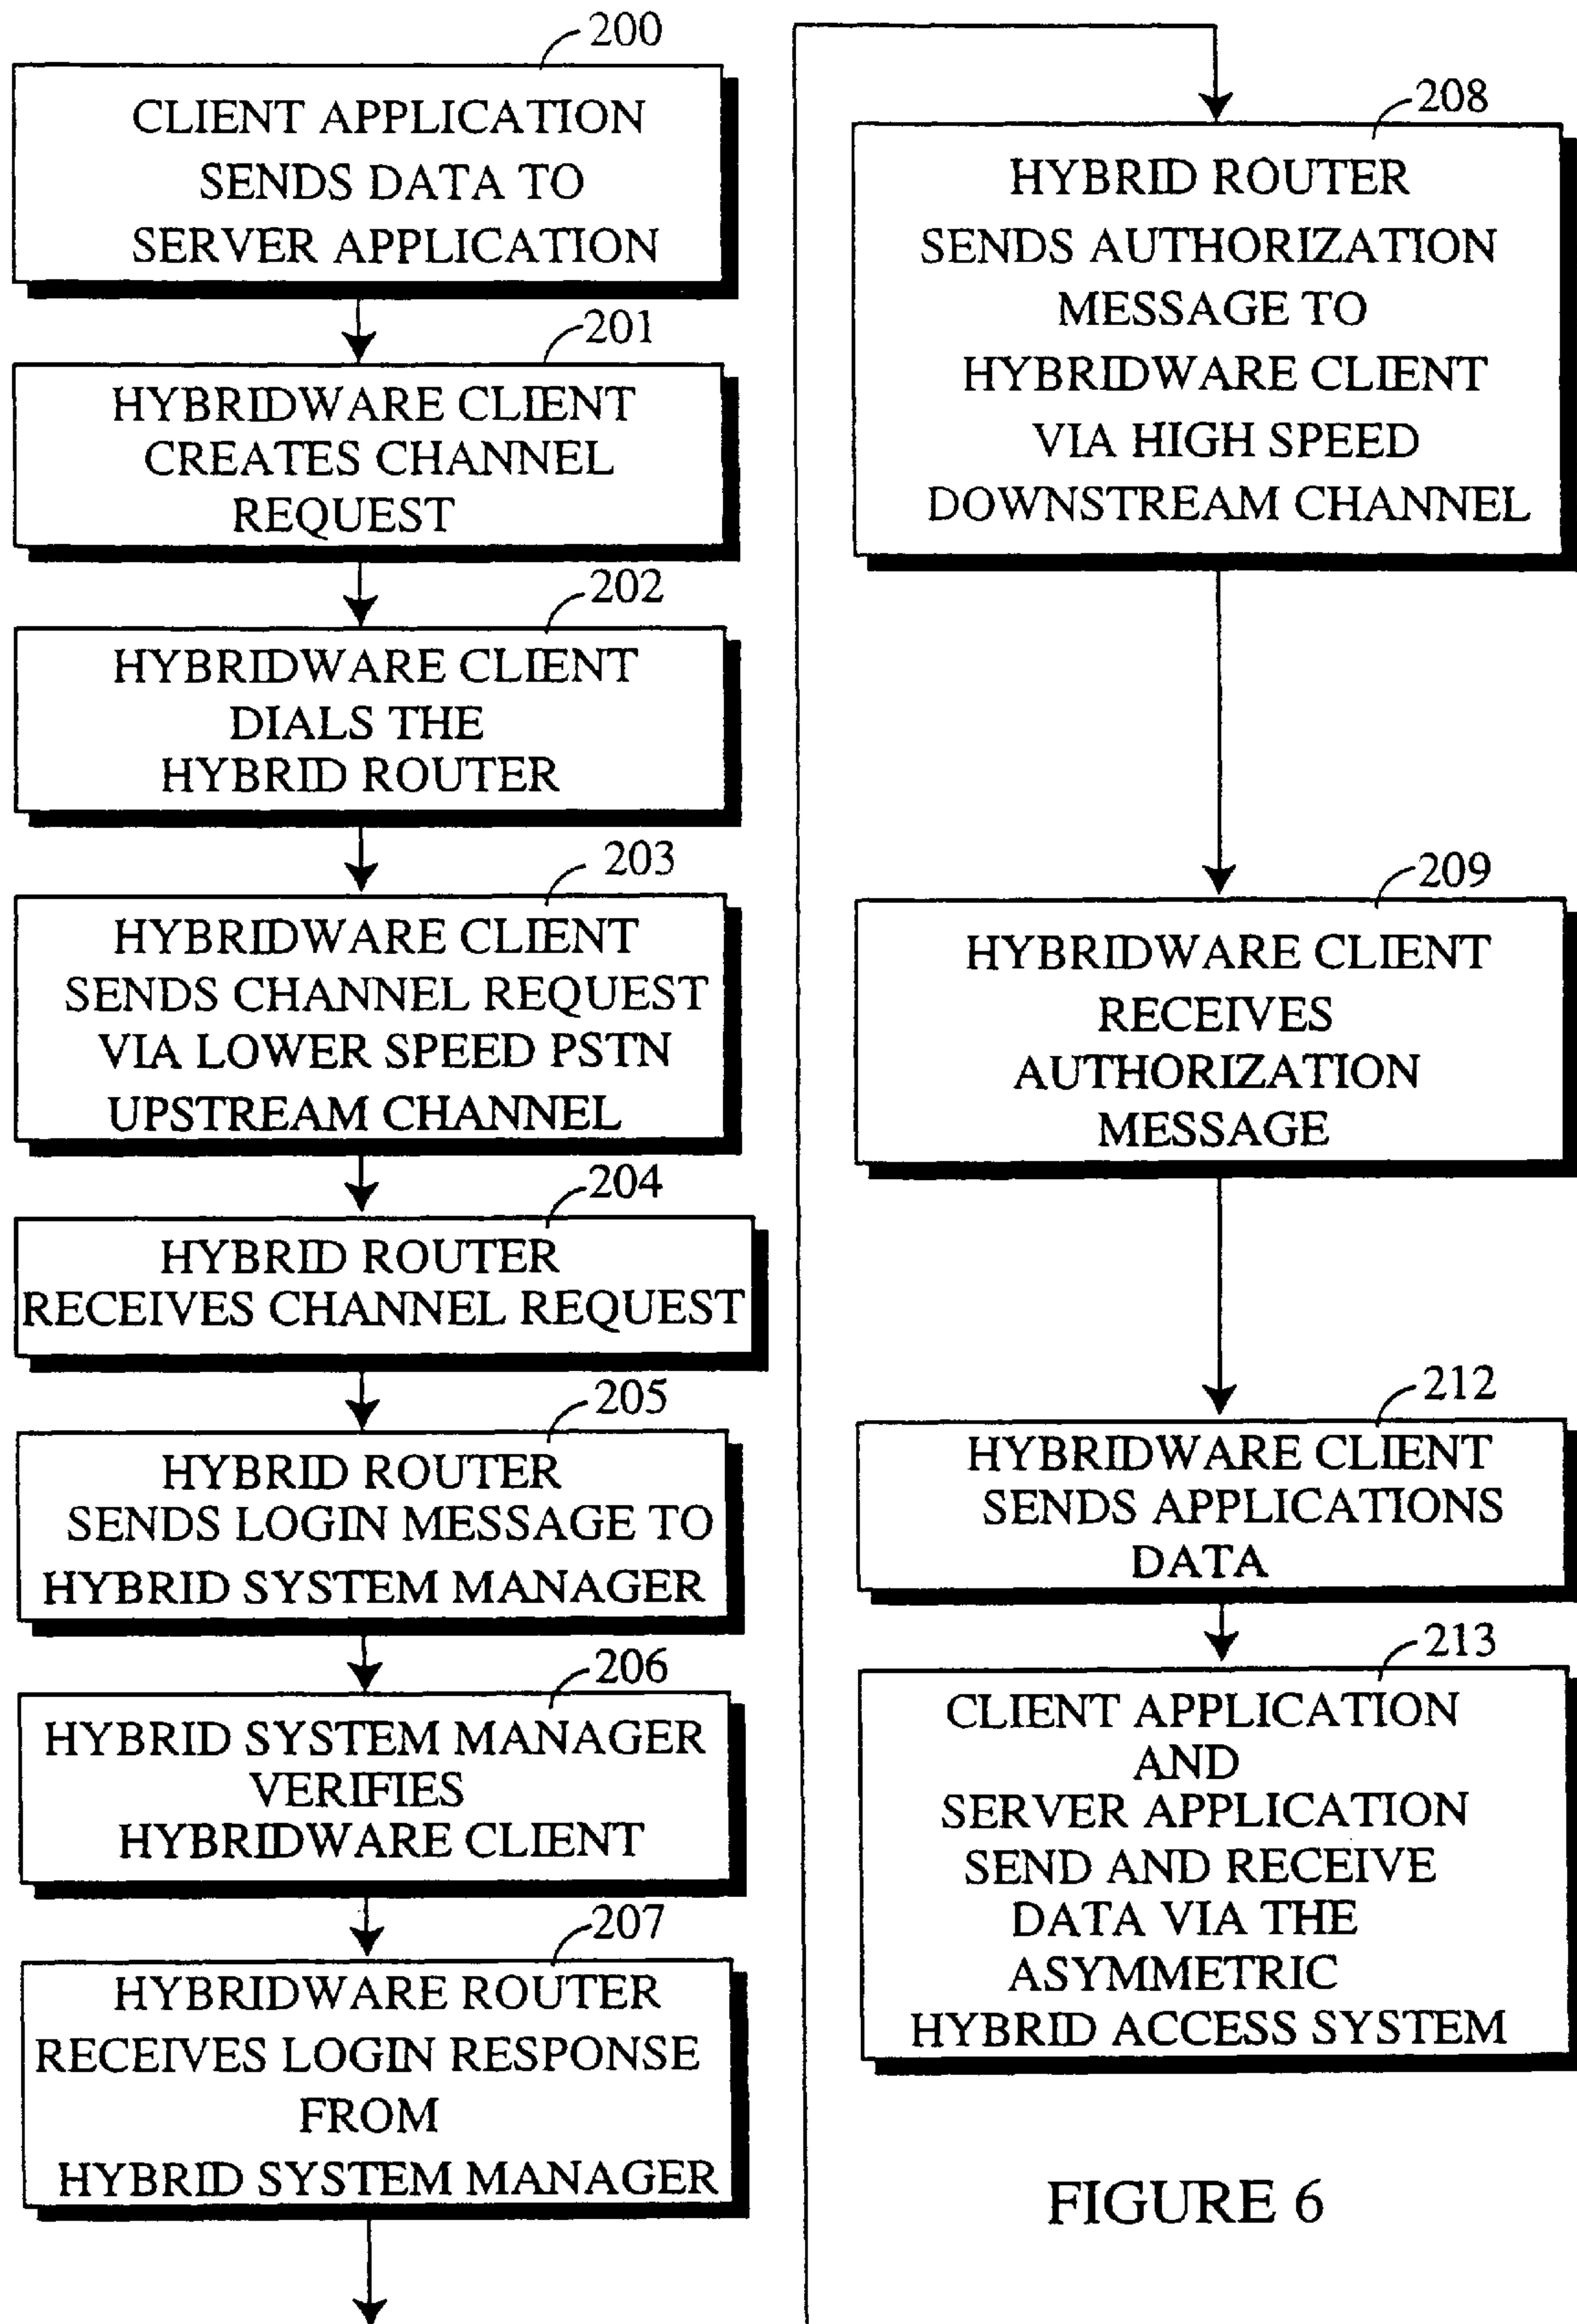 200
CLIENT APPLICATION
SENDS DATA TO
SERVER APPLICATION
201
HYBRIDWARE CLIENT
CREATES CHANNEL
REQUEST
202
HYBRIDWARE CLIENT
DIALS THE
HYBRID ROUTER
203
HYBRIDWARE CLIENT
SENDS CHANNEL REQUEST
VIA LOWER SPEED PSTN
UPSTREAM CHANNEL
204
HYBRID ROUTER
RECEIVES CHANNEL REQUEST
205
HYBRID ROUTER
SENDS LOGIN MESSAGE TO
HYBRID SYSTEM MANAGER
206
HYBRID SYSTEM MANAGER
VERIFIES
HYBRIDWARE CLIENT
207
HYBRIDWARE ROUTER
RECEIVES LOGIN RESPONSE
FROM
HYBRID SYSTEM MANAGER
208
HYBRID ROUTER
SENDS AUTHORIZATION
MESSAGE TO
HYBRIDWARE CLIENT
VIA HIGH SPEED
DOWNSTREAM CHANNEL
209
HYBRIDWARE CLIENT
RECEIVES
AUTHORIZATION
MESSAGE
212
HYBRIDWARE CLIENT
SENDS APPLICATIONS
DATA
213
CLIENT APPLICATION
AND
SERVER APPLICATION
SEND AND RECEIVE
DATA VIA THE
ASYMMETRIC
HYBRID ACCESS SYSTEM
FIGURE 6